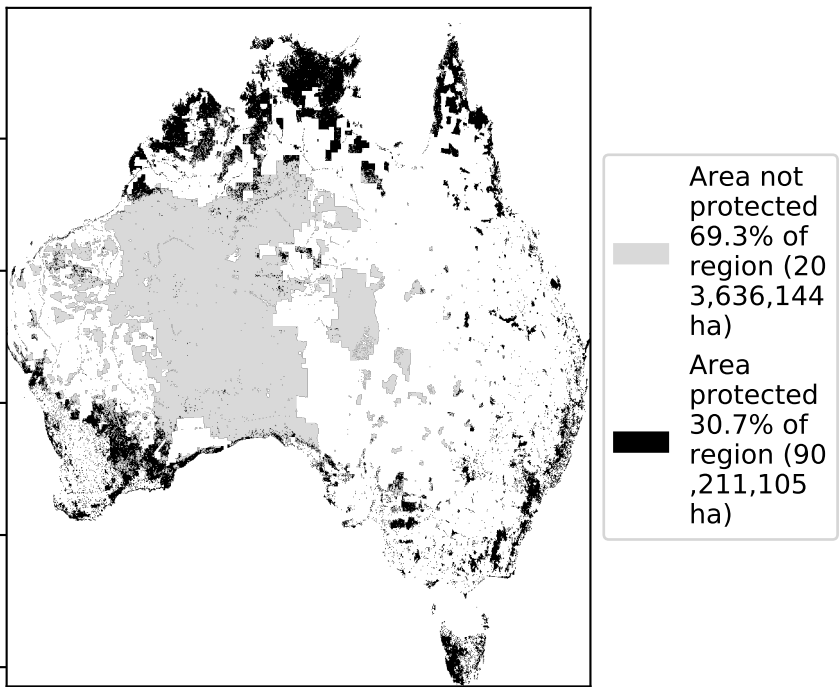 Area not
protected
69.3% of
region (20
3,636,144
ha)
Area
protected
30.7% of
region (90
,211,105
ha)